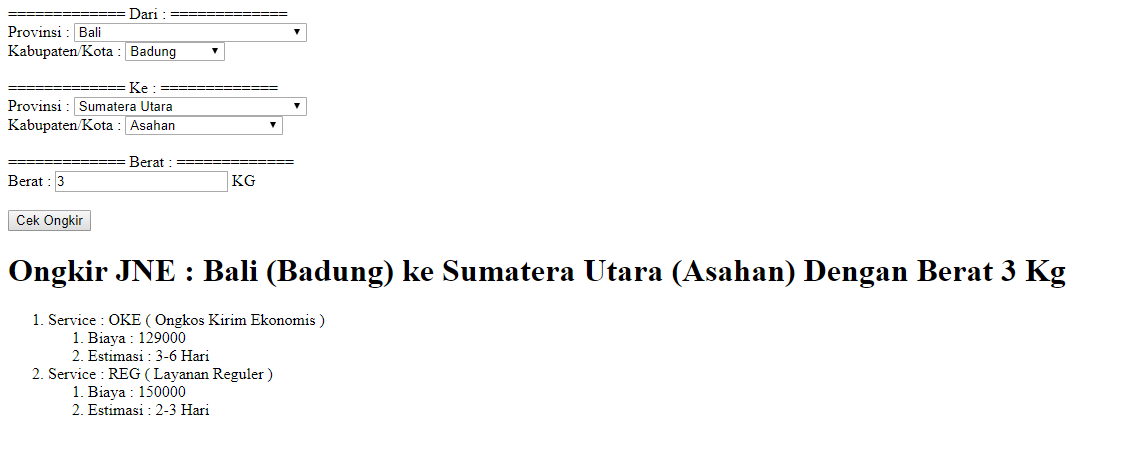 ============= Dari : =============
Provinsi : Bali
Kabupaten/Kota : Badung
============= Ke : =============
Provinsi : Sumatera Utara
Kabupaten/Kota : Asahan
============= Berat : =============
Berat : 3 KG
Cek Ongkir
Ongkir JNE : Bali (Badung) ke Sumatera Utara (Asahan) Dengan Berat 3 Kg
1. Service : OKE ( Ongkos Kirim Ekonomis )
1. Biaya : 129000
2. Estimasi : 3-6 Hari
2. Service : REG ( Layanan Reguler )
1. Biaya : 150000
2. Estimasi : 2-3 Hari